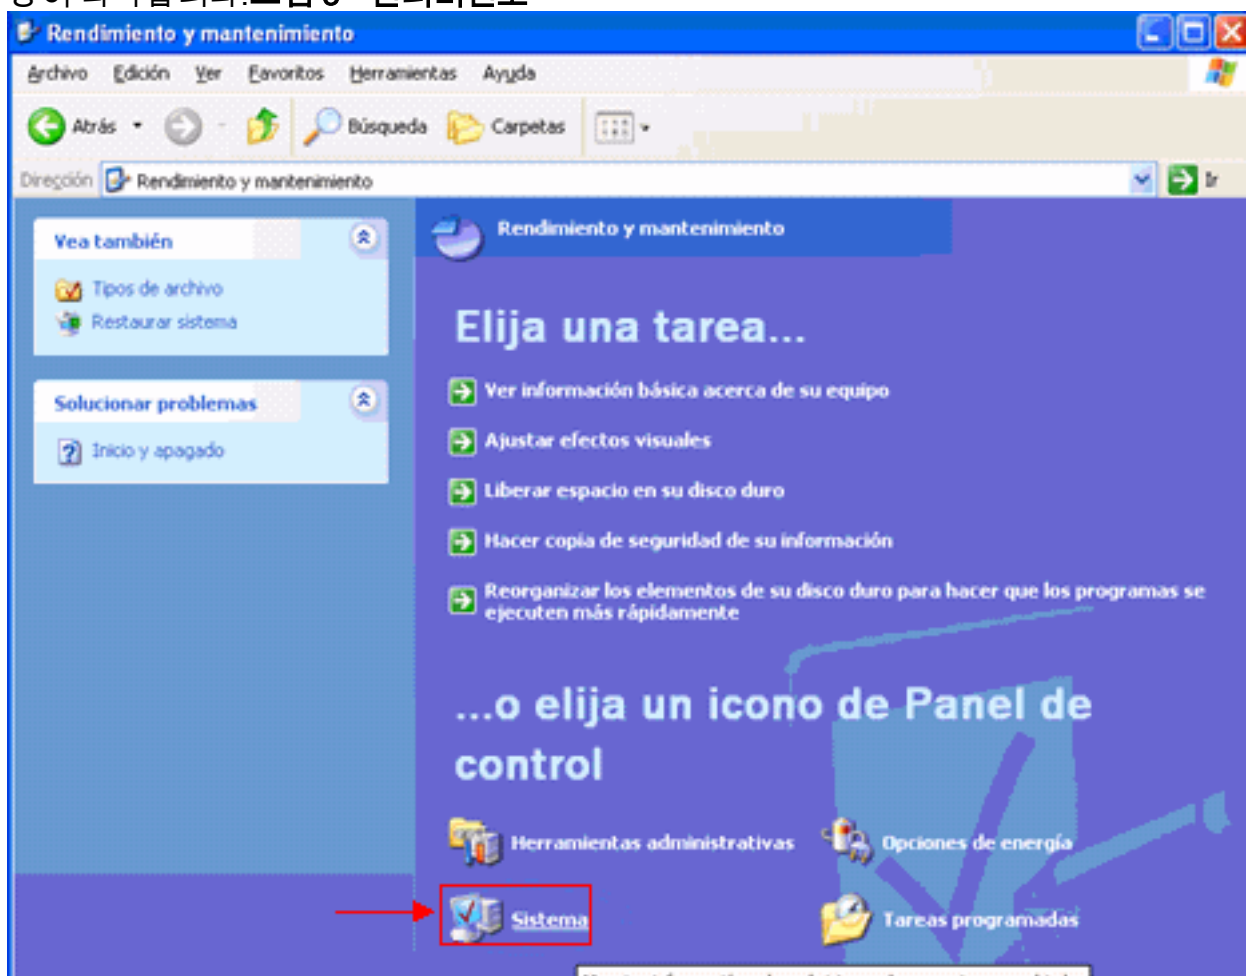 Rendimiento y mantenimiento
Archivo Edición Ver Favoritos Herramientas Ayuda
Atrás Búsqueda Carpetas
Dirección Rendimiento y mantenimiento Ir
Vea también
Tipos de archivo
Restaurar sistema
Solucionar problemas
Inicio y apagado
Rendimiento y mantenimiento
Elija una tarea...
Ver información básica acerca de su equipo
Ajustar efectos visuales
Liberar espacio en su disco duro
Hacer copia de seguridad de su información
Reorganizar los elementos de su disco duro para hacer que los programas se
ejecuten más rápidamente
...o elija un icono de Panel de
control
Herramientas administrativas Opciones de energía
Sistema Tareas programadas